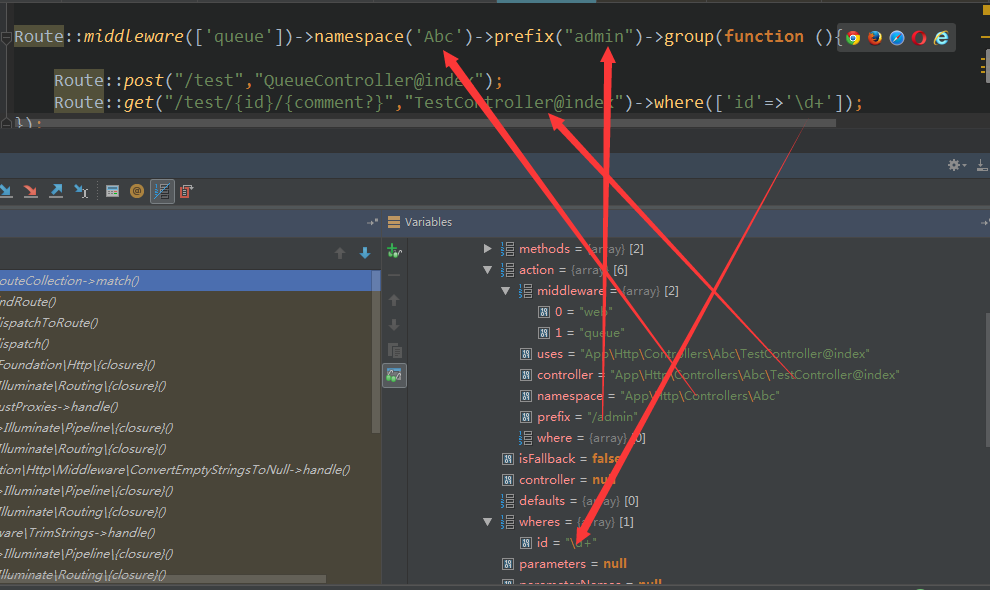 Route::middleware(['queue'])->namespace('Abc')->prefix("admin")->group(function (){
Route::post("/test","QueueController@index");
Route::get("/test/{id}/{comment?}","TestController@index")->where(['id'=>'\d+']);
});
Variables
outeCollection->match()
ndRoute()
ispatchToRoute()
ispatch()
Foundation\Http\{closure}()
Illuminate\Routing\{closure}()
ustProxies->handle()
>Illuminate\Pipeline\{closure}()
Illuminate\Routing\{closure}()
tion\Http\Middleware\ConvertEmptyStringsToNull->handle()
>Illuminate\Pipeline\{closure}()
Illuminate\Routing\{closure}()
ware\TrimStrings->handle()
>Illuminate\Pipeline\{closure}()
Illuminate\Routing\{closure}()
methods = {array} [2]
action = {array} [6]
middleware = {array} [2]
0 = "web"
1 = "queue"
uses = "App\Http\Controllers\Abc\TestController@index"
controller = "App\Http\Controllers\Abc\TestController@index"
namespace = "App\Http\Controllers\Abc"
prefix = "/admin"
where = {array} [0]
isFallback = false
controller = null
defaults = {array} [0]
wheres = {array} [1]
id = "\d+"
parameters = null
parameterNames = null